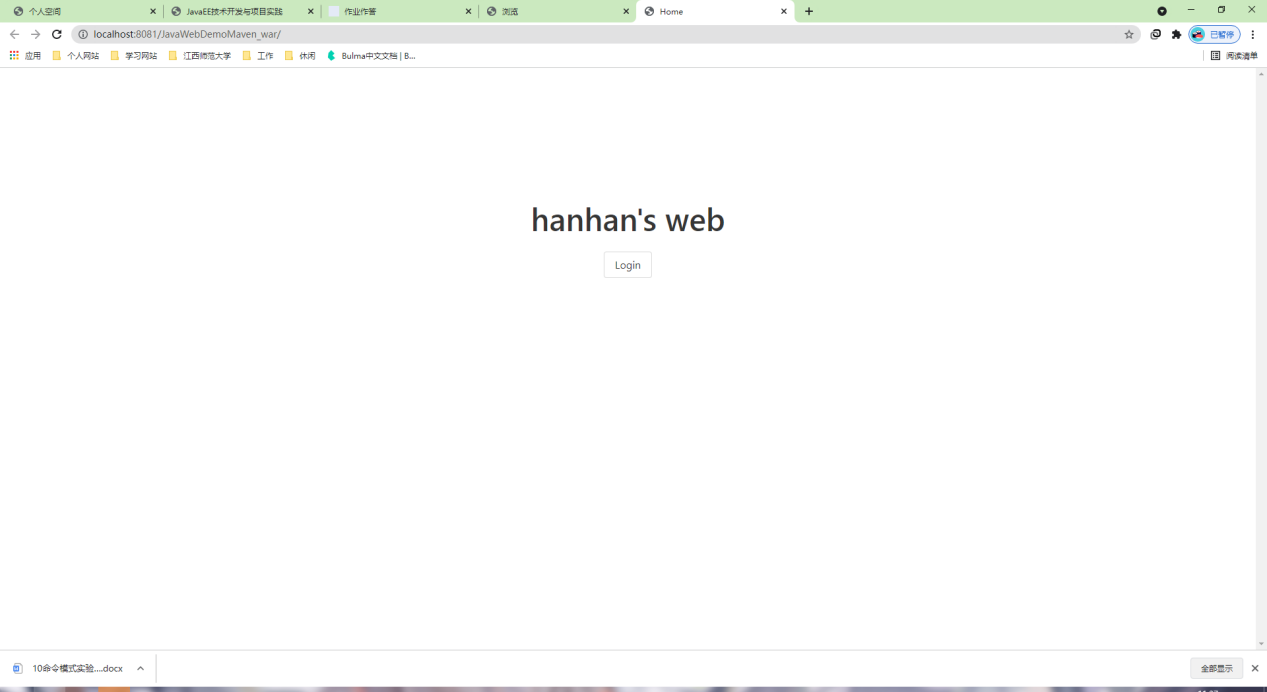 个人空间
JavaEE技术开发与项目实践
作业作答
浏览
Home
localhost:8081/JavaWebDemoMaven_war/
已暂停
应用
个人网站
学习网站
江西师范大学
工作
休闲
Bulma中文文档 | B...
阅读清单
hanhan's web
Login
10命令模式实验....docx
全部显示